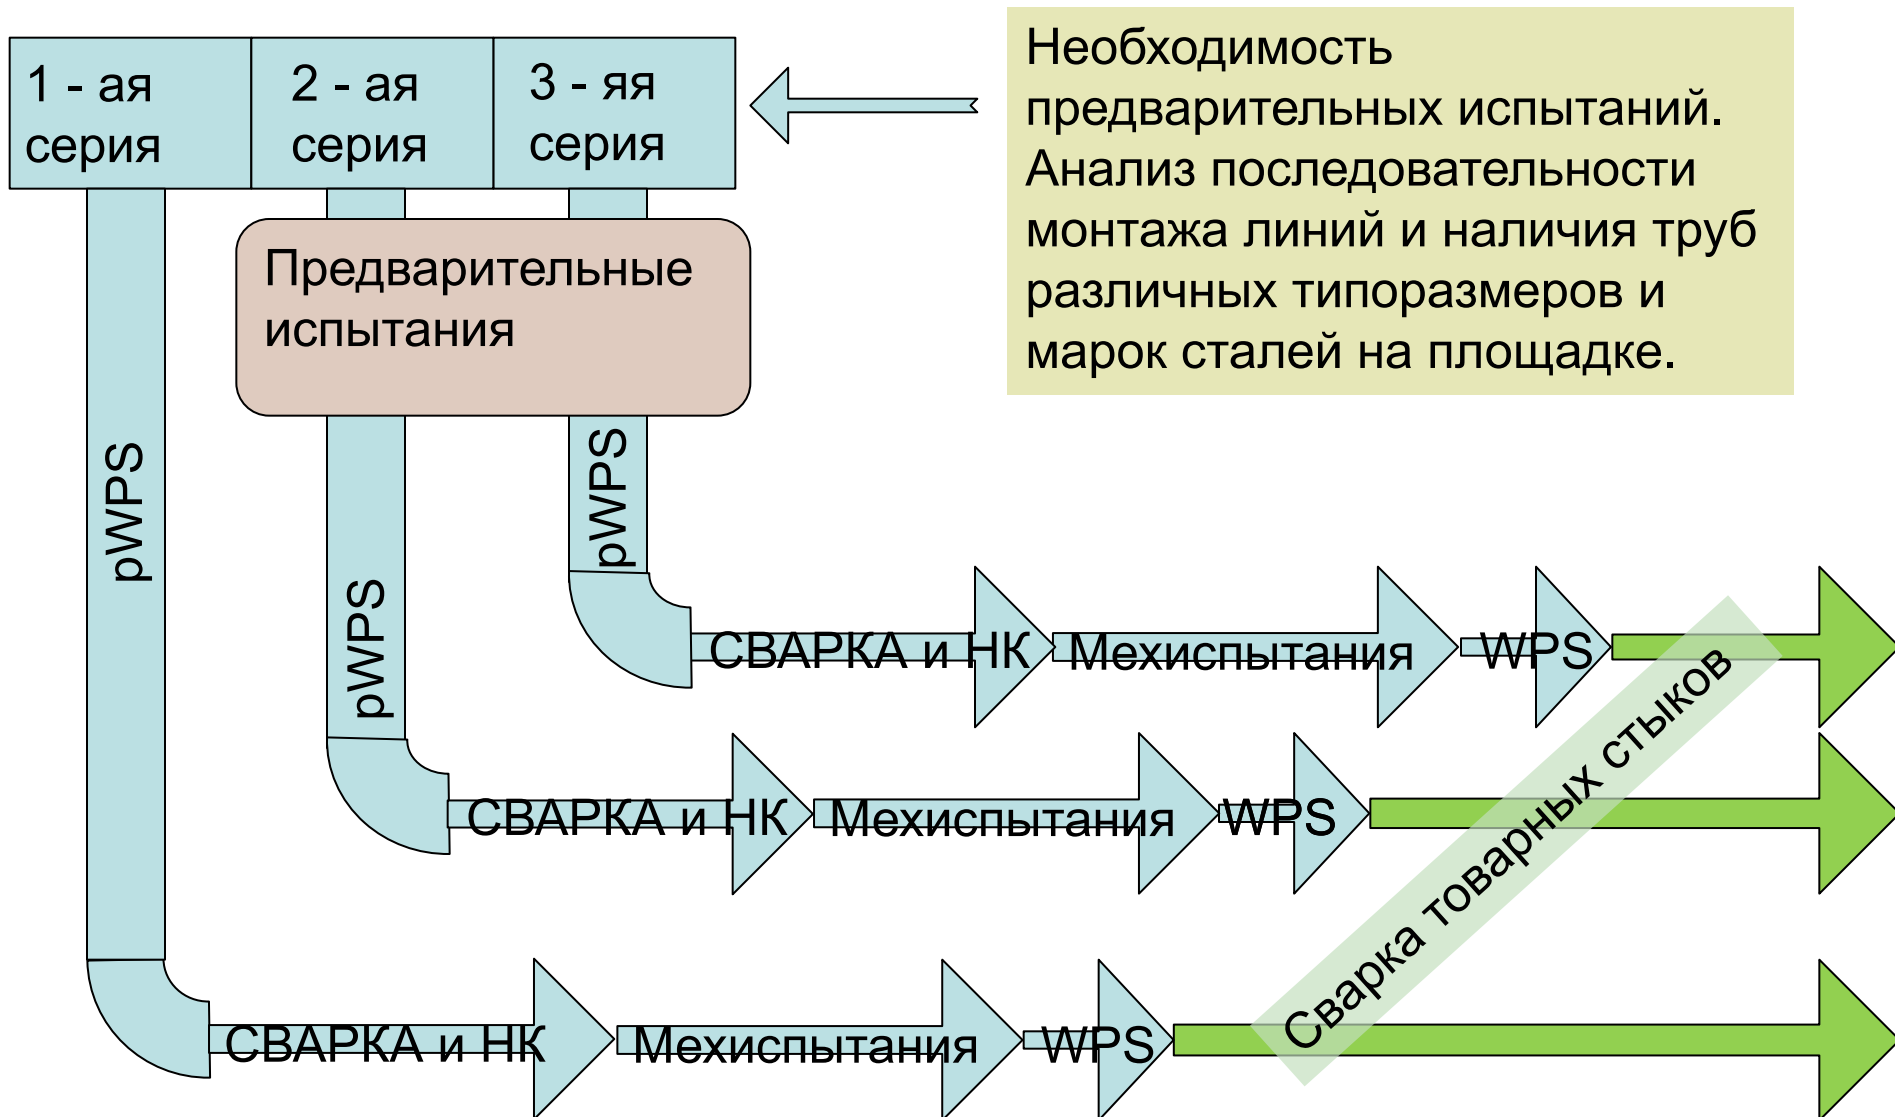 1 - ая
серия
2 - ая
серия
3 - яя
серия
Необходимость
предварительных испытаний.
Анализ последовательности
монтажа линий и наличия труб
различных типоразмеров и
марок сталей на площадке.
Предварительные
испытания
pWPS
pWPS
pWPS
СВАРКА и НК
Мехиспытания
WPS
СВАРКА и НК
Мехиспытания
WPS
СВАРКА и НК
Мехиспытания
WPS
Сварка товарных стыков